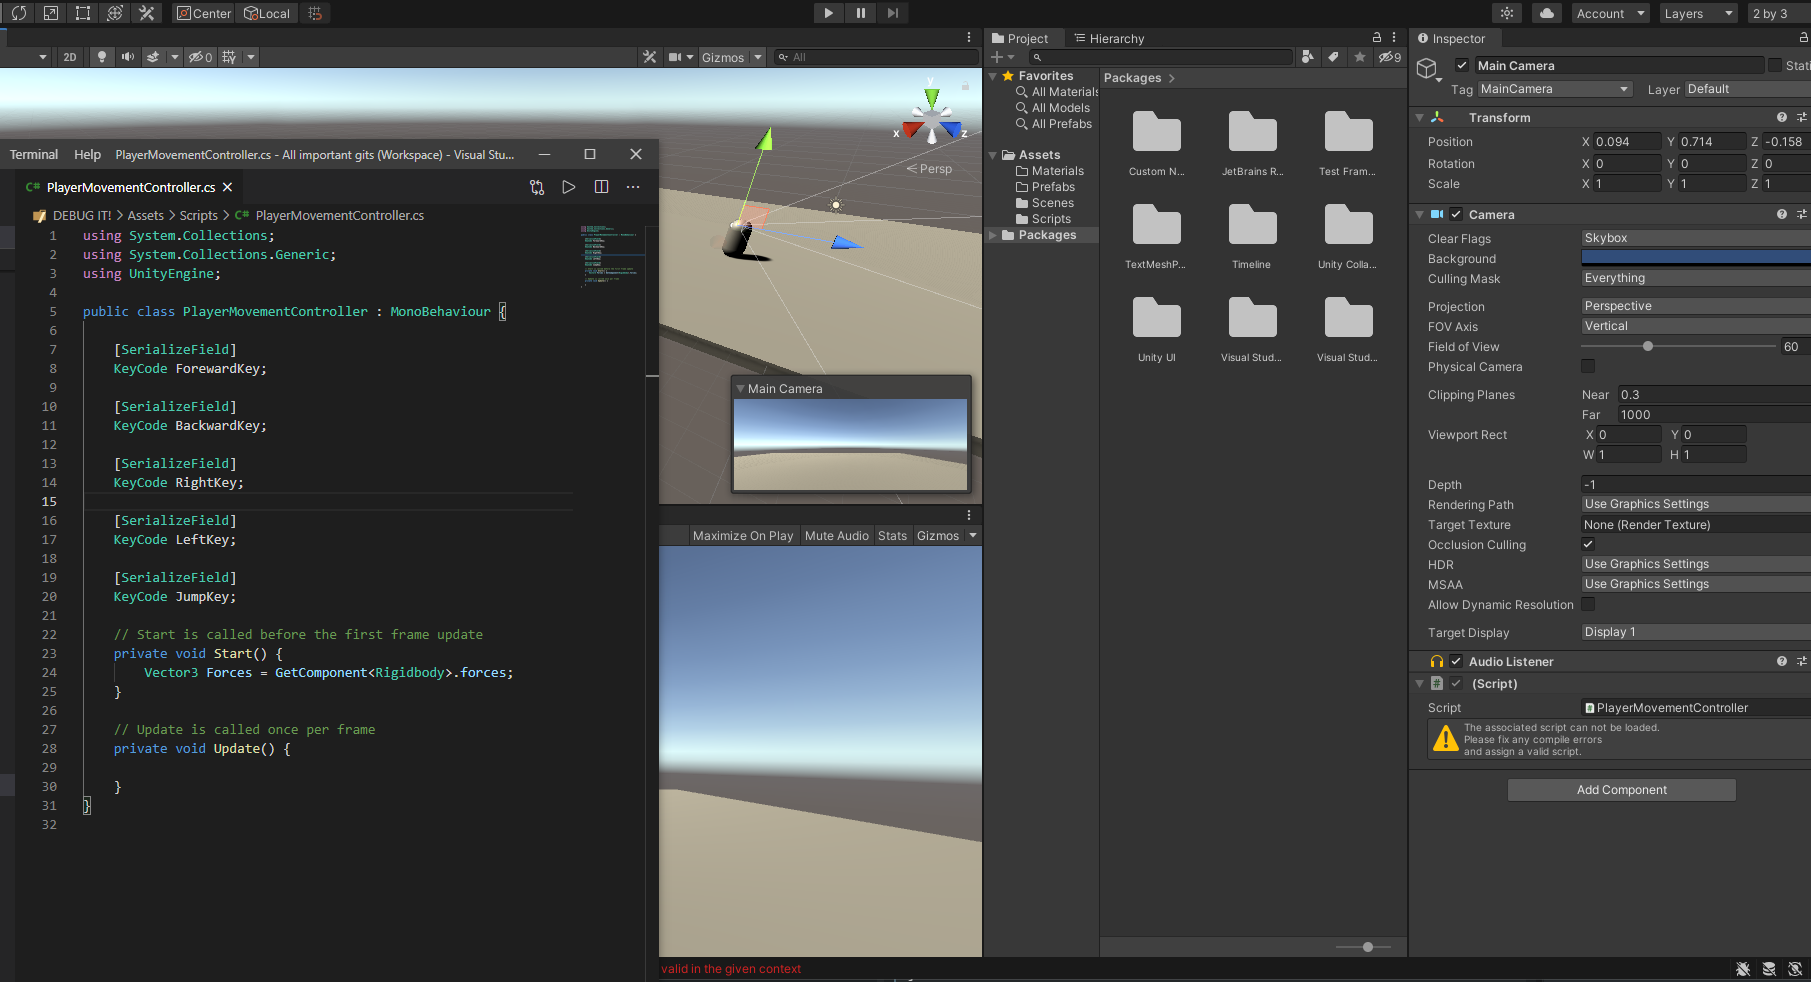 Center
Local
Account
Layers
2 by 3
2D
0
Gizmos
All
Y
X
Z
Persp
Terminal Help PlayerMovementController.cs - All important gits (Workspace) - Visual Stu...
C# PlayerMovementController.cs
DEBUG IT! > Assets > Scripts > C# PlayerMovementController.cs
1 using System.Collections;
2 using System.Collections.Generic;
3 using UnityEngine;
4
5 public class PlayerMovementController : MonoBehaviour {
6
7 [SerializeField]
8 KeyCode ForewardKey;
9
10 [SerializeField]
11 KeyCode BackwardKey;
12
13 [SerializeField]
14 KeyCode RightKey;
15
16 [SerializeField]
17 KeyCode LeftKey;
18
19 [SerializeField]
20 KeyCode JumpKey;
21
22 // Start is called before the first frame update
23 private void Start() {
24 Vector3 Forces = GetComponent<Rigidbody>.forces;
25 }
26
27 // Update is called once per frame
28 private void Update() {
29
30 }
31 }
32
Main Camera
Maximize On Play Mute Audio Stats Gizmos
valid in the given context
Project Hierarchy
9
Favorites
All Materials
All Models
All Prefabs
Assets
Materials
Prefabs
Scenes
Scripts
Packages
Packages >
Custom N... JetBrains R... Test Fram...
TextMeshP... Timeline Unity Colla...
Unity UI Visual Stud... Visual Stud...
Inspector
Main Camera Stati
Tag MainCamera Layer Default
Transform
Position X 0.094 Y 0.714 Z -0.158
Rotation X 0 Y 0 Z 0
Scale X 1 Y 1 Z 1
Camera
Clear Flags Skybox
Background
Culling Mask Everything
Projection Perspective
FOV Axis Vertical
Field of View 60
Physical Camera
Clipping Planes Near 0.3
Far 1000
Viewport Rect X 0 Y 0
W 1 H 1
Depth -1
Rendering Path Use Graphics Settings
Target Texture None (Render Texture)
Occlusion Culling
HDR Use Graphics Settings
MSAA Use Graphics Settings
Allow Dynamic Resolution
Target Display Display 1
Audio Listener
# (Script)
Script PlayerMovementController
The associated script can not be loaded.
Please fix any compile errors
and assign a valid script.
Add Component